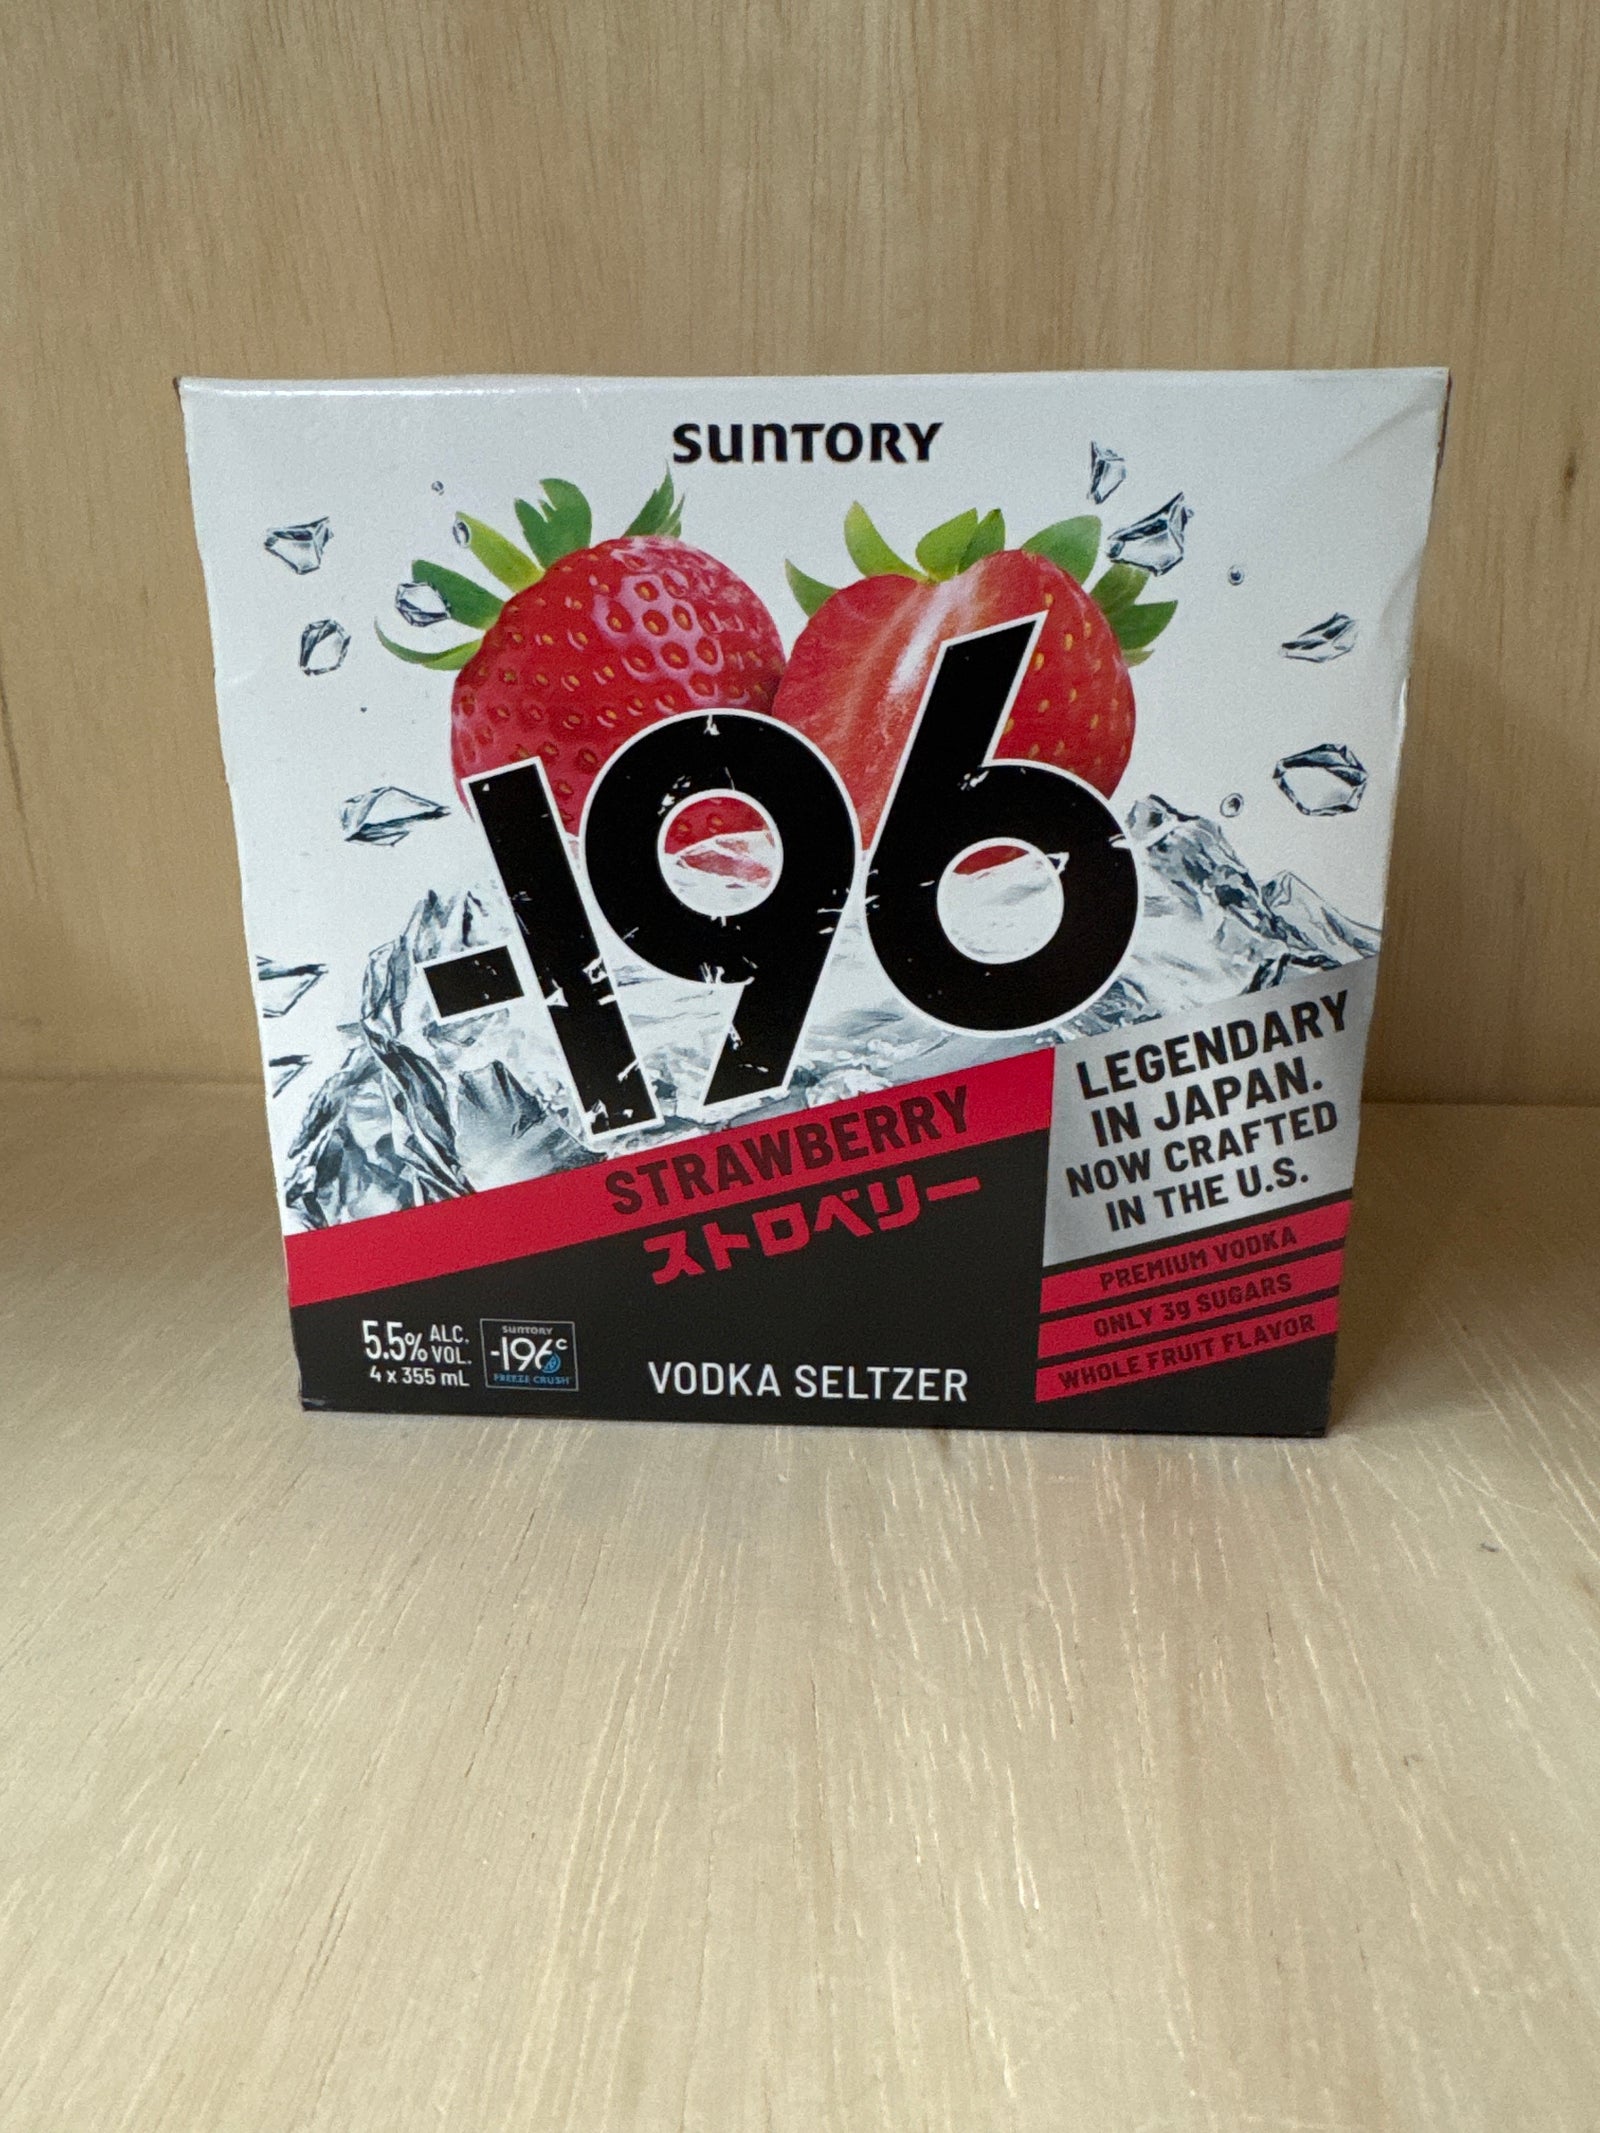 SUNTORY
-196
STRAWBERRY
ストロベリー
LEGENDARY
IN JAPAN.
NOW CRAFTED
IN THE U.S.
PREMIUM VODKA
ONLY 3g SUGARS
WHOLE FRUIT FLAVOR
5.5% ALC.
VOL.
4 x 355 mL
SUNTORY
-196°C
FREEZE CRUSH
VODKA SELTZER